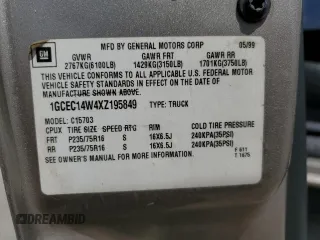 GM
MFD BY GENERAL MOTORS CORP 05/99
GVWR GAWR FRT GAWR RR
2767KG(6100LB) 1429KG(3150LB) 1701KG(3750LB)
THIS VEHICLE CONFORMS TO ALL APPLICABLE U.S. FEDERAL MOTOR VEHICLE
SAFETY STANDARDS IN EFFECT ON THE DATE OF
MANUFACTURE SHOWN ABOVE.
1GCEC14W4XZ195849 TYPE: TRUCK
MODEL: C15703
TIRE SIZE SPEED RTG RIM COLD TIRE PRESSURE
FRT P235/75R16 S 16X6.5J 240KPA(35PSI)
RR P235/75R16 S 16X6.5J 240KPA(35PSI)
SEE OWNER'S MANUAL FOR MORE INFORMATION.
DREAMBID